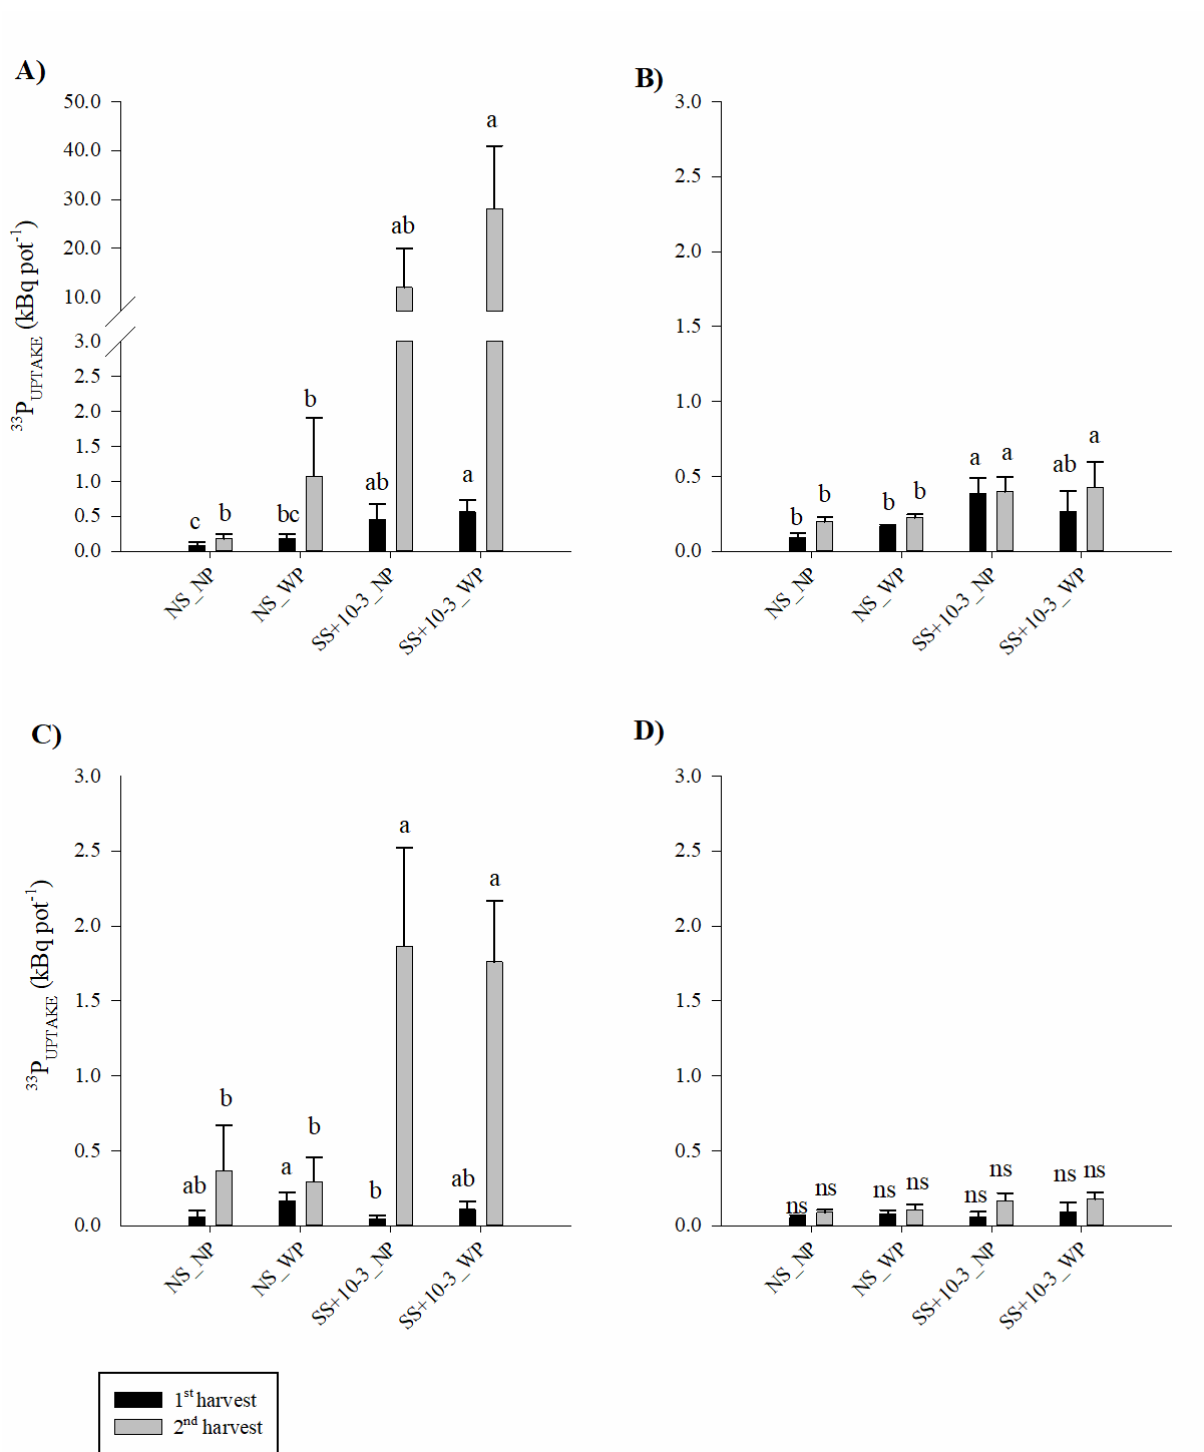 A)
50.0
40.0
30.0
20.0
10.0
3.0
2.5
2.0
1.5
1.0
0.5
0.0
³³P_UPTAKE (kBq pot⁻¹)
c b bc b ab ab a a
NS_NP NS_WP SS+10-3_NP SS+10-3_WP
B)
3.0
2.5
2.0
1.5
1.0
0.5
0.0
b b b b a a ab a
NS_NP NS_WP SS+10-3_NP SS+10-3_WP
C)
3.0
2.5
2.0
1.5
1.0
0.5
0.0
³³P_UPTAKE (kBq pot⁻¹)
ab b a b b a ab a
NS_NP NS_WP SS+10-3_NP SS+10-3_WP
D)
3.0
2.5
2.0
1.5
1.0
0.5
0.0
ns ns ns ns ns ns ns ns
NS_NP NS_WP SS+10-3_NP SS+10-3_WP
1ˢᵗ harvest
2ⁿᵈ harvest